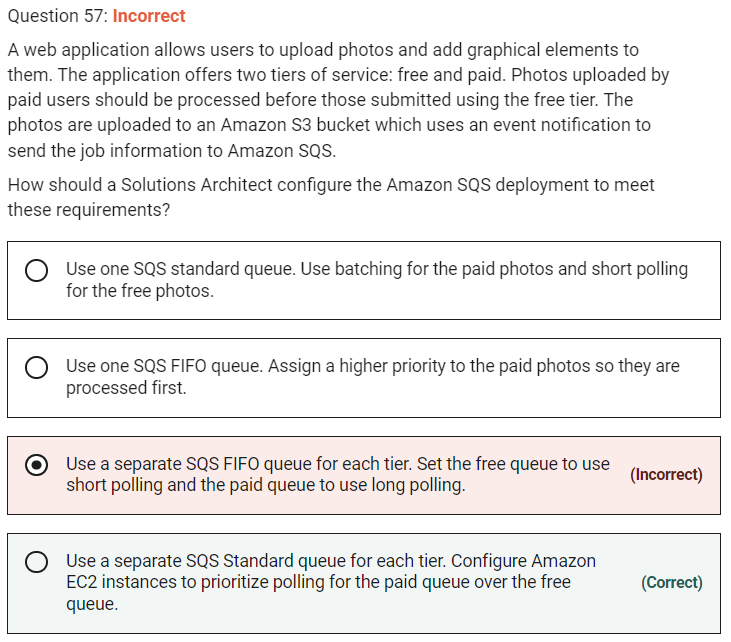 Question 57: Incorrect
A web application allows users to upload photos and add graphical elements to
them. The application offers two tiers of service: free and paid. Photos uploaded by
paid users should be processed before those submitted using the free tier. The
photos are uploaded to an Amazon S3 bucket which uses an event notification to
send the job information to Amazon SQS.
How should a Solutions Architect configure the Amazon SQS deployment to meet
these requirements?
Use one SQS standard queue. Use batching for the paid photos and short polling
for the free photos.
Use one SQS FIFO queue. Assign a higher priority to the paid photos so they are
processed first.
Use a separate SQS FIFO queue for each tier. Set the free queue to use
short polling and the paid queue to use long polling.
(Incorrect)
Use a separate SQS Standard queue for each tier. Configure Amazon
EC2 instances to prioritize polling for the paid queue over the free
queue.
(Correct)